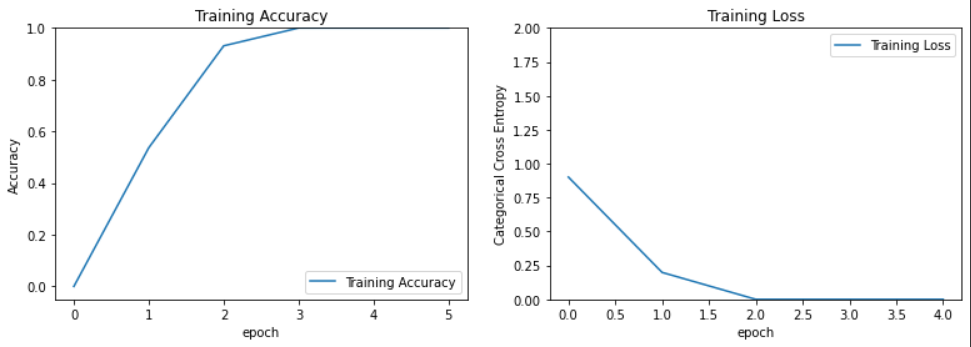 Training Accuracy
1.0
0.8
0.6
0.4
0.2
0.0
Accuracy
Training Accuracy
0 1 2 3 4 5
epoch
Training Loss
2.00
1.75
1.50
1.25
1.00
0.75
0.50
0.25
0.00
Categorical Cross Entropy
Training Loss
0.0 0.5 1.0 1.5 2.0 2.5 3.0 3.5 4.0
epoch